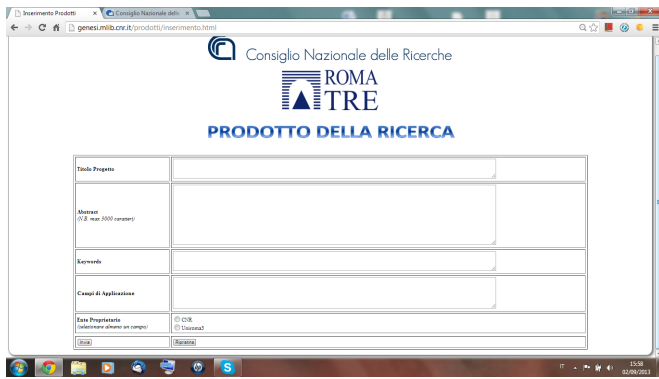 Inserimento Prodotti
Consiglio Nazionale delle
genesi.mlib.cnr.it/prodotti/inserimento.html
Consiglio Nazionale delle Ricerche
ROMA
TRE
PRODOTTO DELLA RICERCA
Titolo Progetto
Abstract
(N.B. max 5000 caratteri)
Keywords
Campi di Applicazione
Ente Proprietario
(selezionare almeno un campo)
CNR
Uniroma3
Invia
IT
15:58
02/09/2013